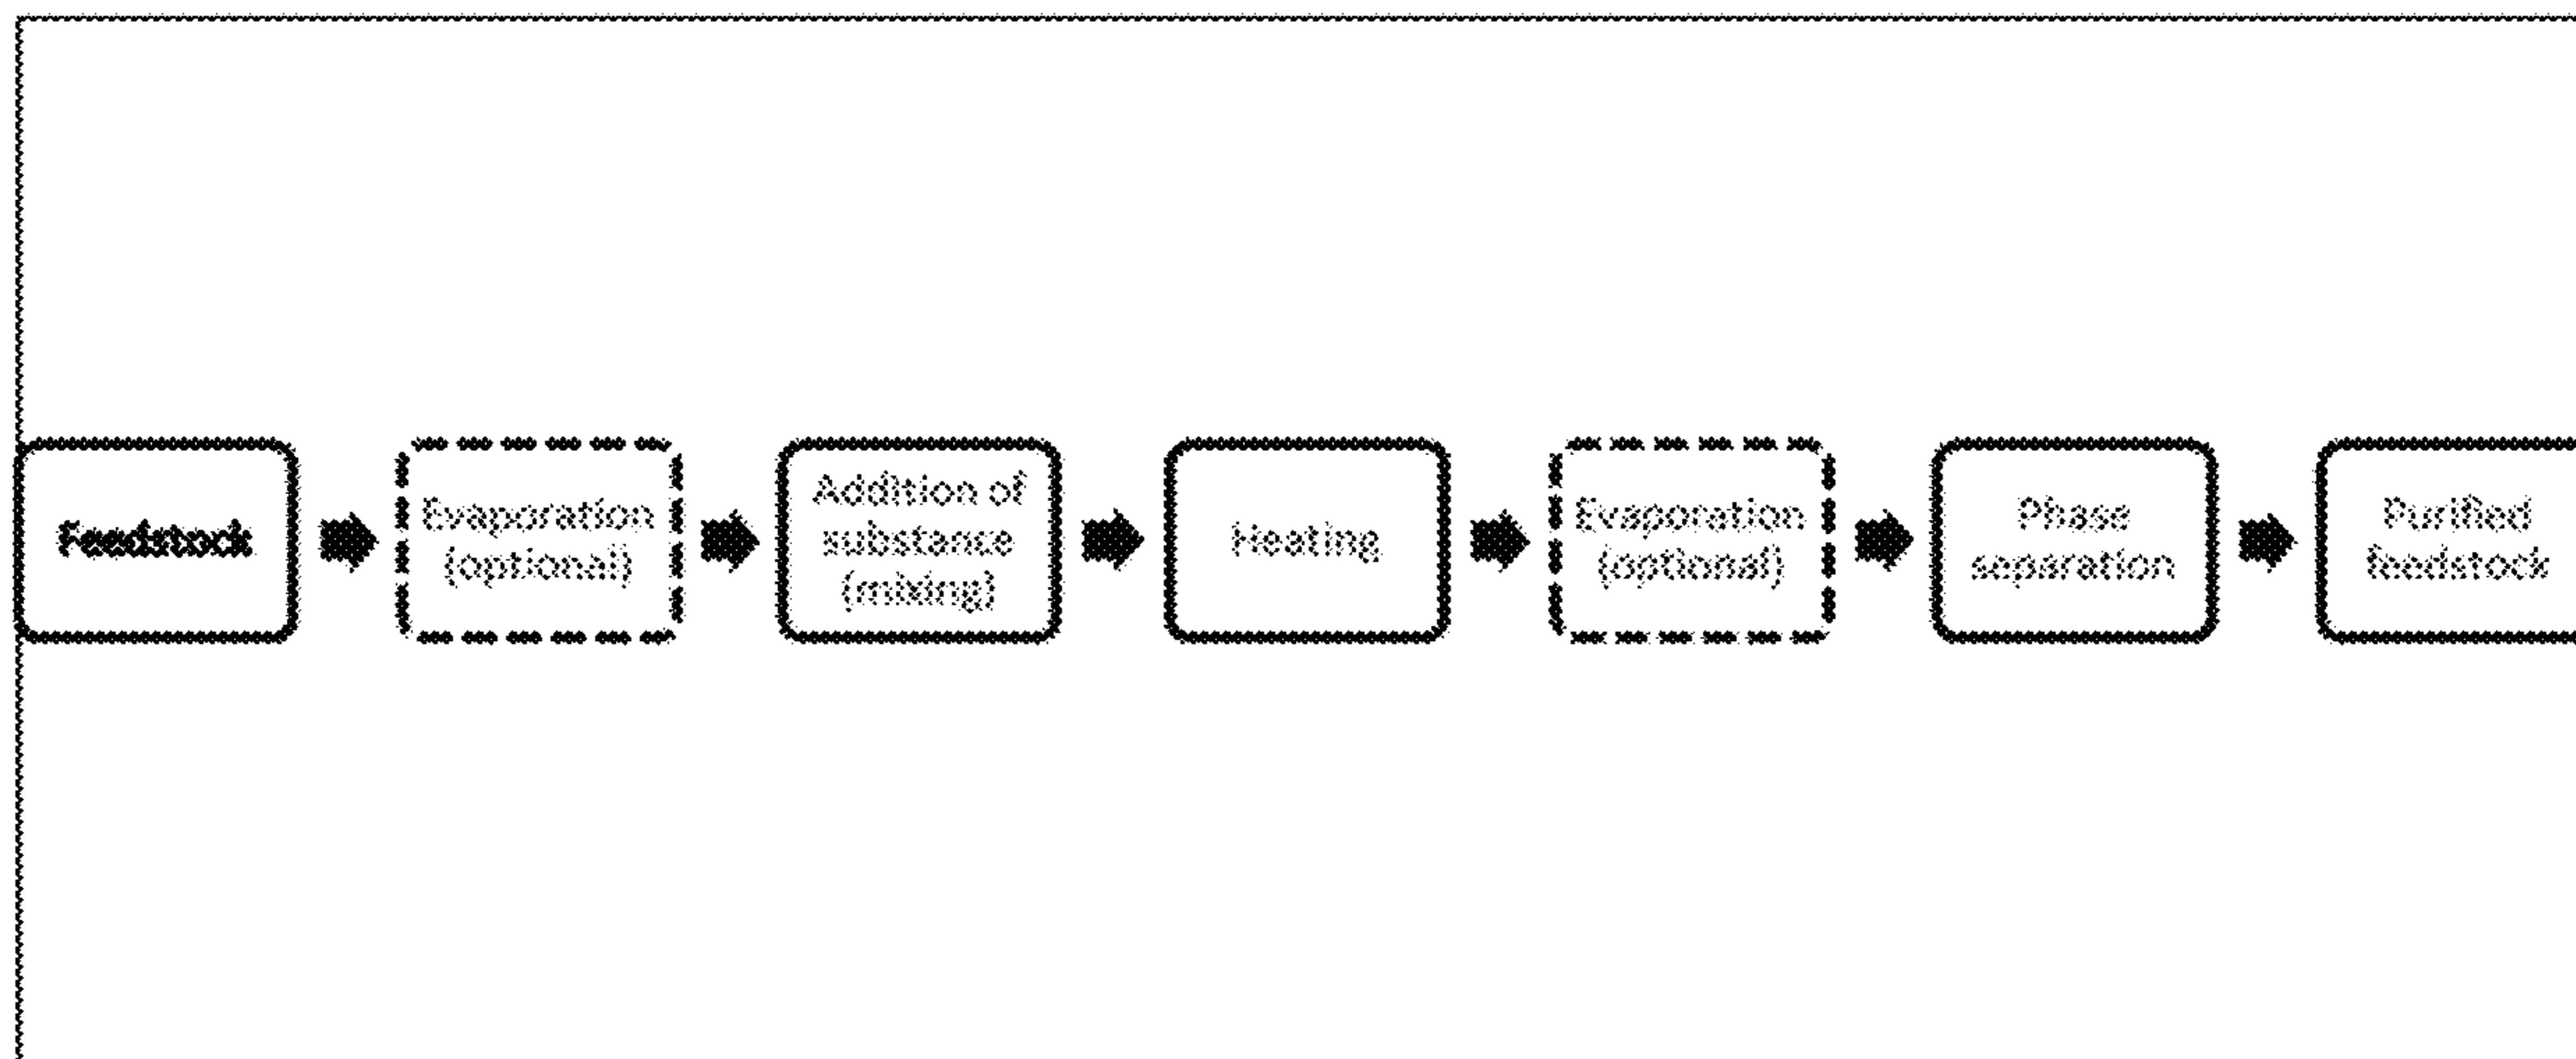 Feedstock
Evaporation
(optional)
Addition of
substance
(mixing)
Heating
Evaporation
(optional)
Phase
separation
Purified
feedstock